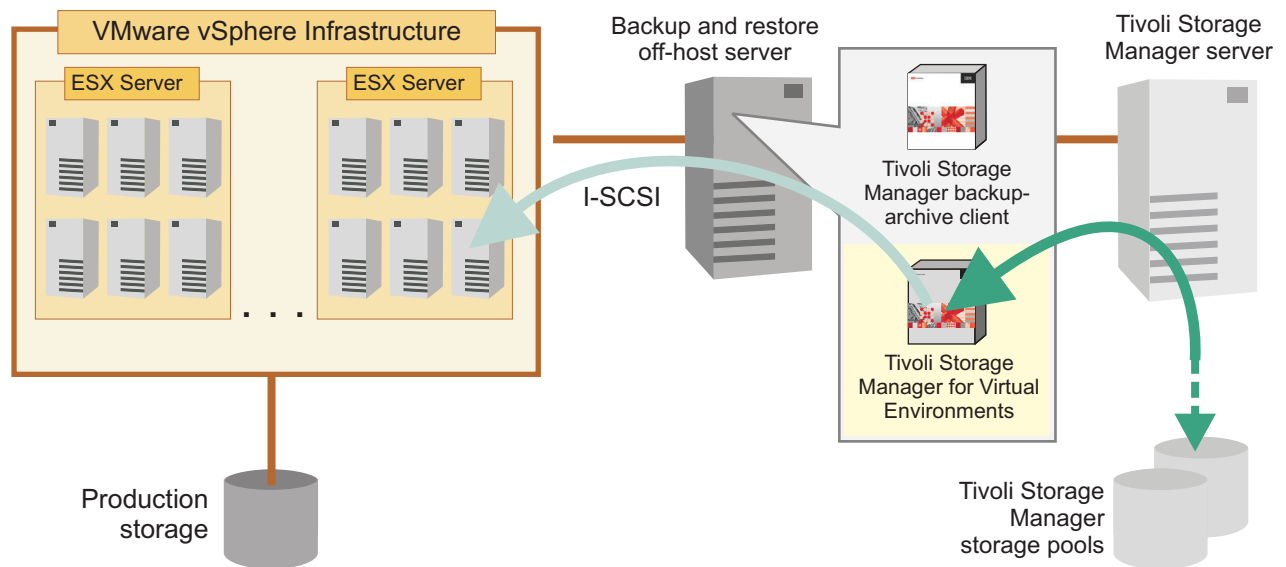 VMware vSphere Infrastructure
ESX Server
ESX Server
. . .
Backup and restore
off-host server
Tivoli Storage
Manager server
I-SCSI
Tivoli Storage
Manager backup-
archive client
Tivoli Storage
Manager for Virtual
Environments
Production
storage
Tivoli Storage
Manager
storage pools